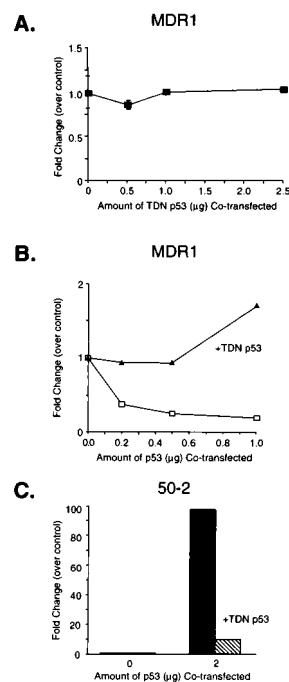 A.
MDR1
Fold Change (over control)
1.5
1.0
0.5
0
0 0.5 1.0 1.5 2.0 2.5
Amount of TDN p53 (µg) Co-transfected
B.
MDR1
Fold Change (over control)
2
1
0
+TDN p53
0.0 0.2 0.4 0.6 0.8 1.0
Amount of p53 (µg) Co-transfected
C.
50-2
Fold Change (over control)
100
80
60
40
20
0
+TDN p53
0 2
Amount of p53 (µg) Co-transfected